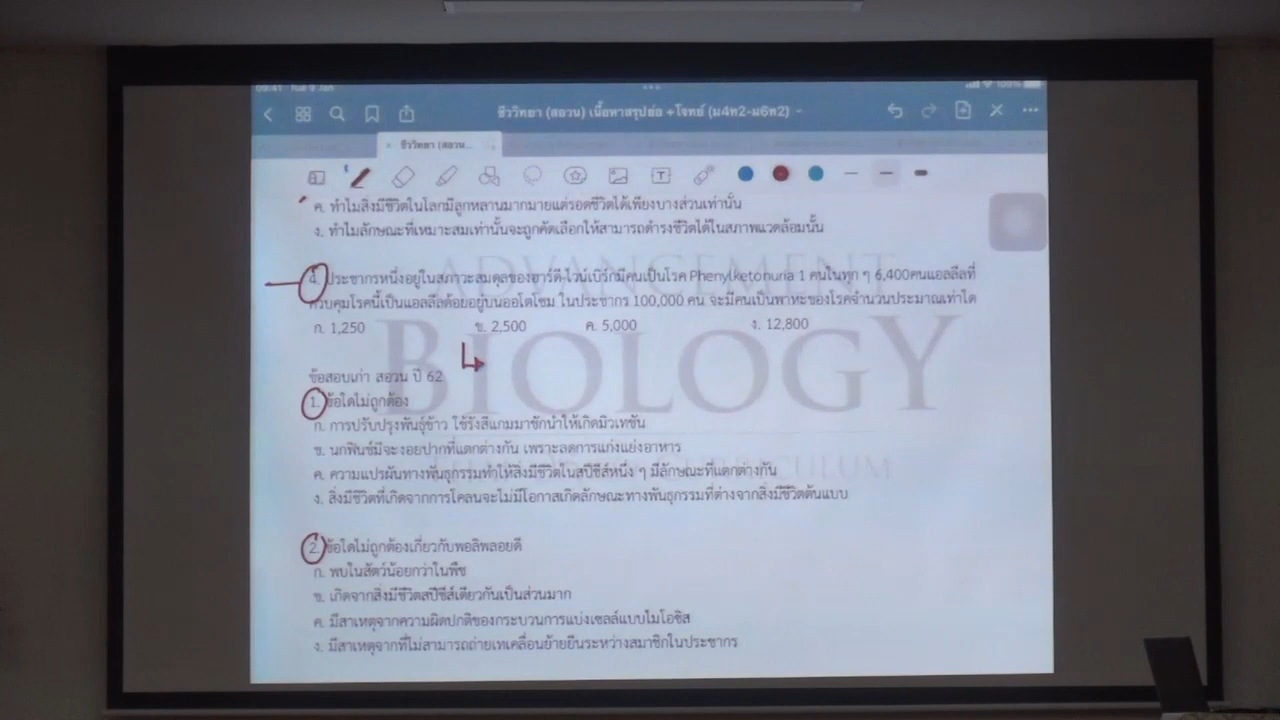 09:41 Tue 9 Jan
100%
ชีววิทยา (สอวน) เนื้อหาสรุปย่อ +โจทย์ (ม4ท2-ม6ท2)
× ชีววิทยา (สอวน...
ค. ทำไมสิ่งมีชีวิตในโลกมีลูกหลานมากมายแต่รอดชีวิตได้เพียงบางส่วนเท่านั้น
ง. ทำไมลักษณะที่เหมาะสมเท่านั้นจะถูกคัดเลือกให้สามารถดำรงชีวิตได้ในสภาพแวดล้อมนั้น
4. ประชากรหนึ่งอยู่ในสภาวะสมดุลของฮาร์ดี-ไวน์เบิร์กมีคนเป็นโรค Phenylketonuria 1 คนในทุก ๆ 6,400คนแอลลีลที่
ควบคุมโรคนี้เป็นแอลลีลด้อยอยู่บนออโตโซม ในประชากร 100,000 คน จะมีคนเป็นพาหะของโรคจำนวนประมาณเท่าใด
ก. 1,250 ข. 2,500 ค. 5,000 ง. 12,800
ADVANCEMENT
BIOLOGY
CURRICULUM
ข้อสอบเก่า สอวน ปี 62
1. ข้อใดไม่ถูกต้อง
ก. การปรับปรุงพันธุ์ข้าว ใช้รังสีแกมมาชักนำให้เกิดมิวเทชัน
ข. นกฟินช์มีจะงอยปากที่แตกต่างกัน เพราะลดการแก่งแย่งอาหาร
ค. ความแปรผันทางพันธุกรรมทำให้สิ่งมีชีวิตในสปีชีส์หนึ่ง ๆ มีลักษณะที่แตกต่างกัน
ง. สิ่งมีชีวิตที่เกิดจากการโคลนจะไม่มีโอกาสเกิดลักษณะทางพันธุกรรมที่ต่างจากสิ่งมีชีวิตต้นแบบ
2. ข้อใดไม่ถูกต้องเกี่ยวกับพอลิพลอยดี
ก. พบในสัตว์น้อยกว่าในพืช
ข. เกิดจากสิ่งมีชีวิตสปีชีส์เดียวกันเป็นส่วนมาก
ค. มีสาเหตุจากความผิดปกติของกระบวนการแบ่งเซลล์แบบไมโอซิส
ง. มีสาเหตุจากที่ไม่สามารถถ่ายเทเคลื่อนย้ายยีนระหว่างสมาชิกในประชากร